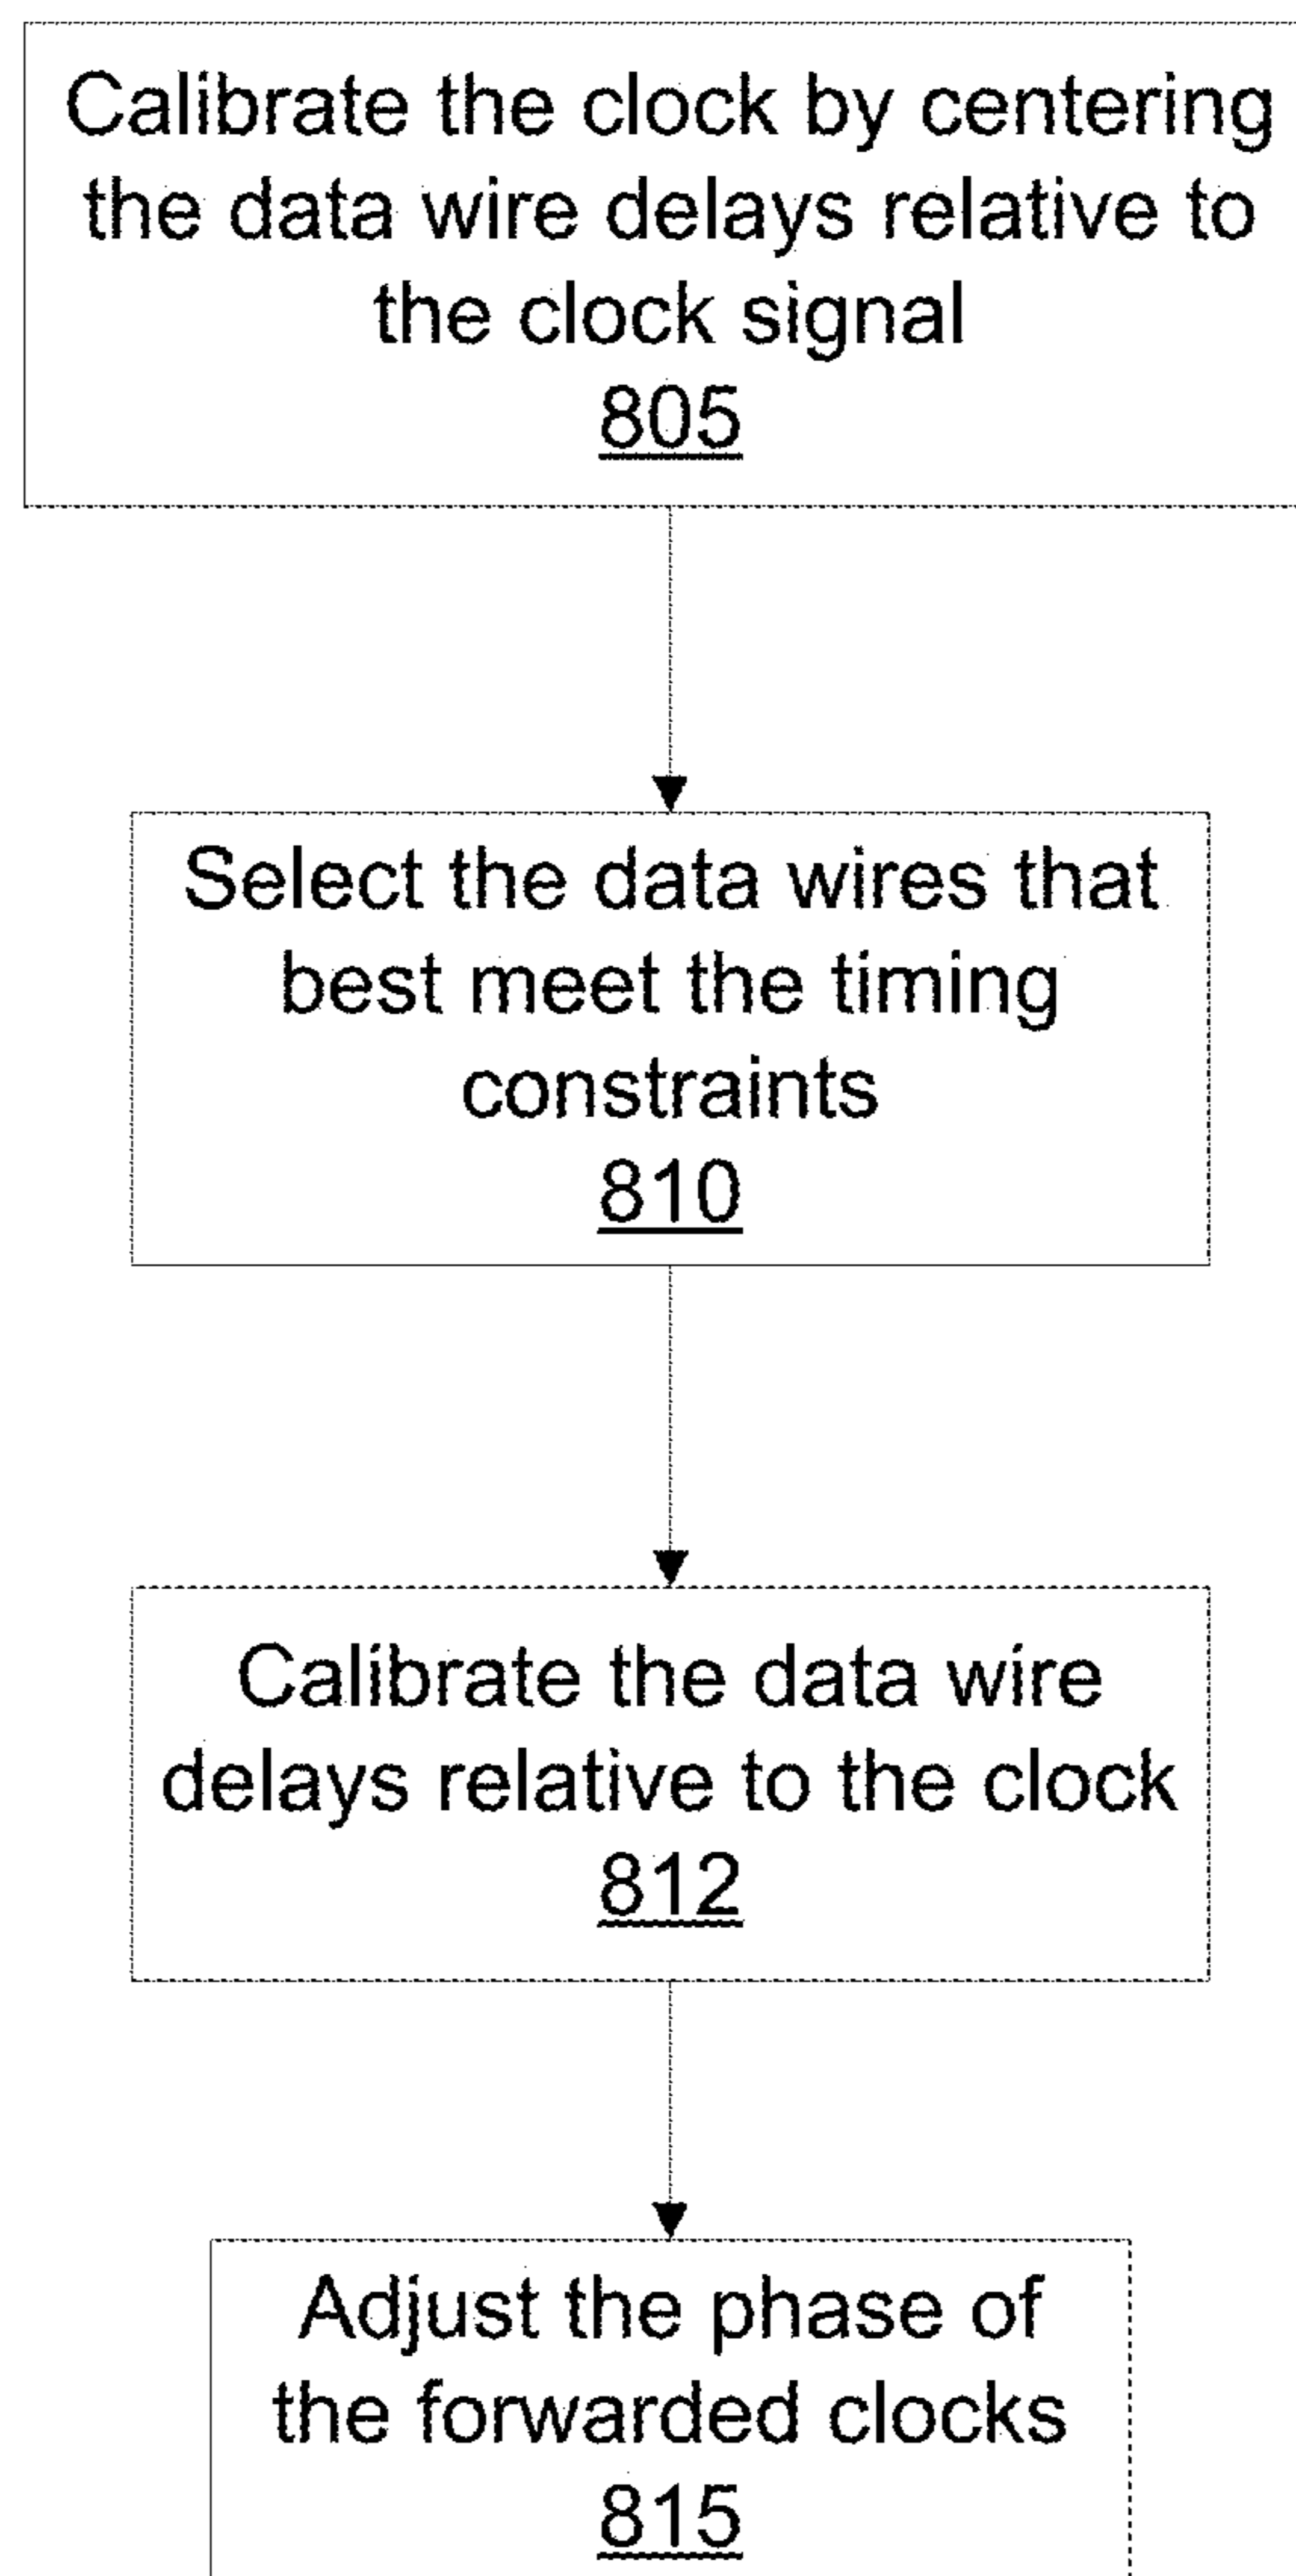 Calibrate the clock by centering
the data wire delays relative to
the clock signal
805
Select the data wires that
best meet the timing
constraints
810
Calibrate the data wire
delays relative to the clock
812
Adjust the phase of
the forwarded clocks
815